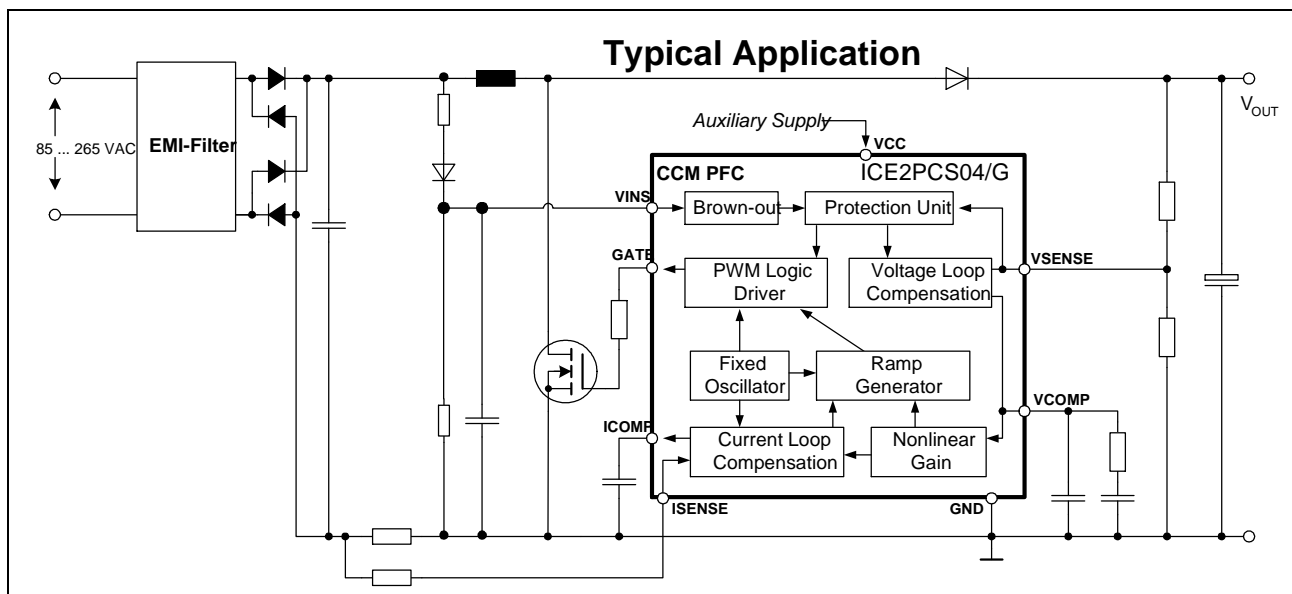 Typical Application
85 ... 265 VAC
EMI-Filter
Auxiliary Supply
VCC
V_OUT
CCM PFC
ICE2PCS04/G
VINS
Brown-out
Protection Unit
GATE
PWM Logic
Driver
Voltage Loop
Compensation
VSENSE
Fixed
Oscillator
Ramp
Generator
VCOMP
ICOMP
Current Loop
Compensation
Nonlinear
Gain
ISENSE
GND